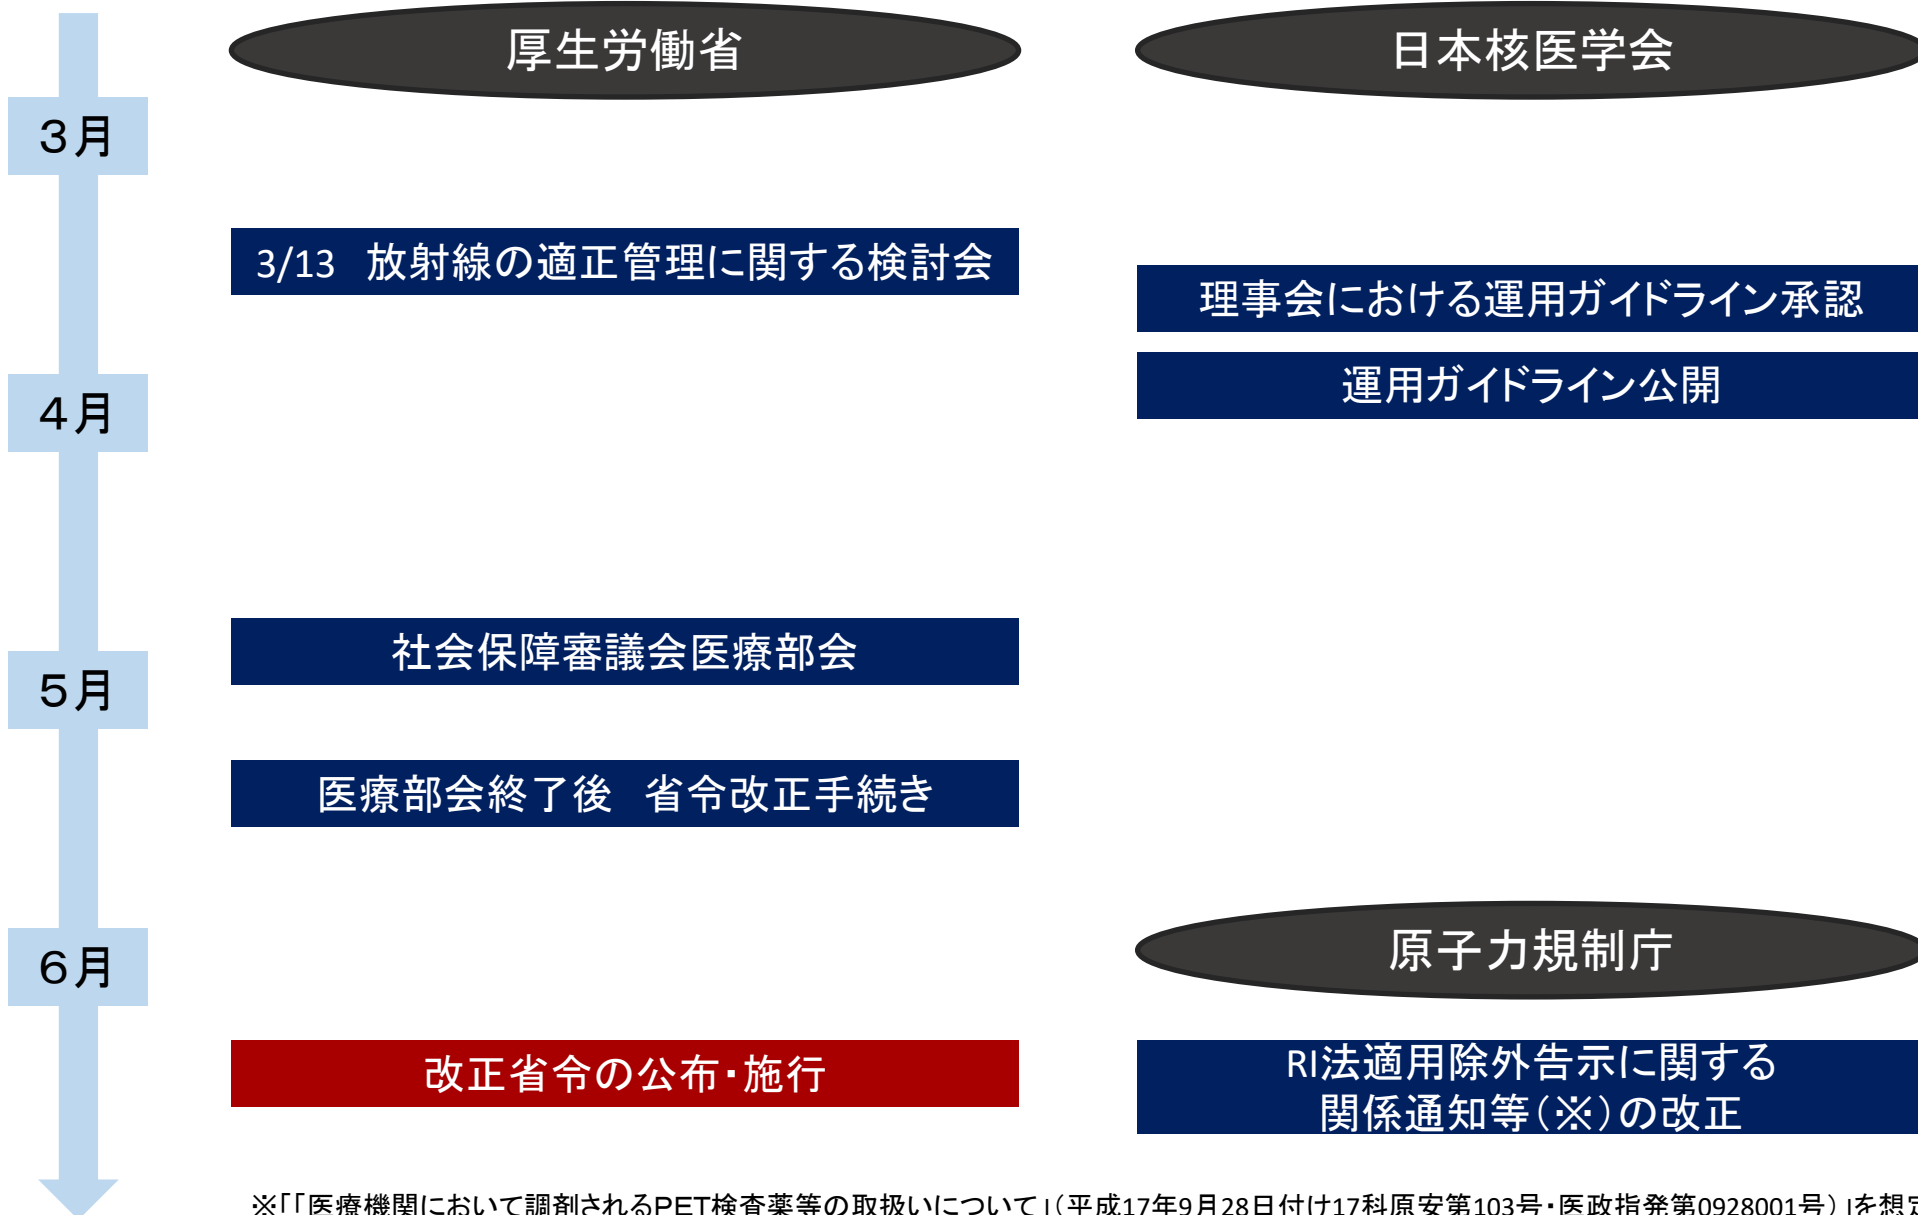 厚生労働省
日本核医学会
３月
3/13　放射線の適正管理に関する検討会
理事会における運用ガイドライン承認
運用ガイドライン公開
４月
社会保障審議会医療部会
５月
医療部会終了後　省令改正手続き
原子力規制庁
６月
改正省令の公布・施行
RI法適用除外告示に関する
関係通知等（※）の改正
※「「医療機関において調剤されるPET検査薬等の取扱いについて」（平成17年9月28日付け17科原安第103号・医政指発第0928001号）」を想定